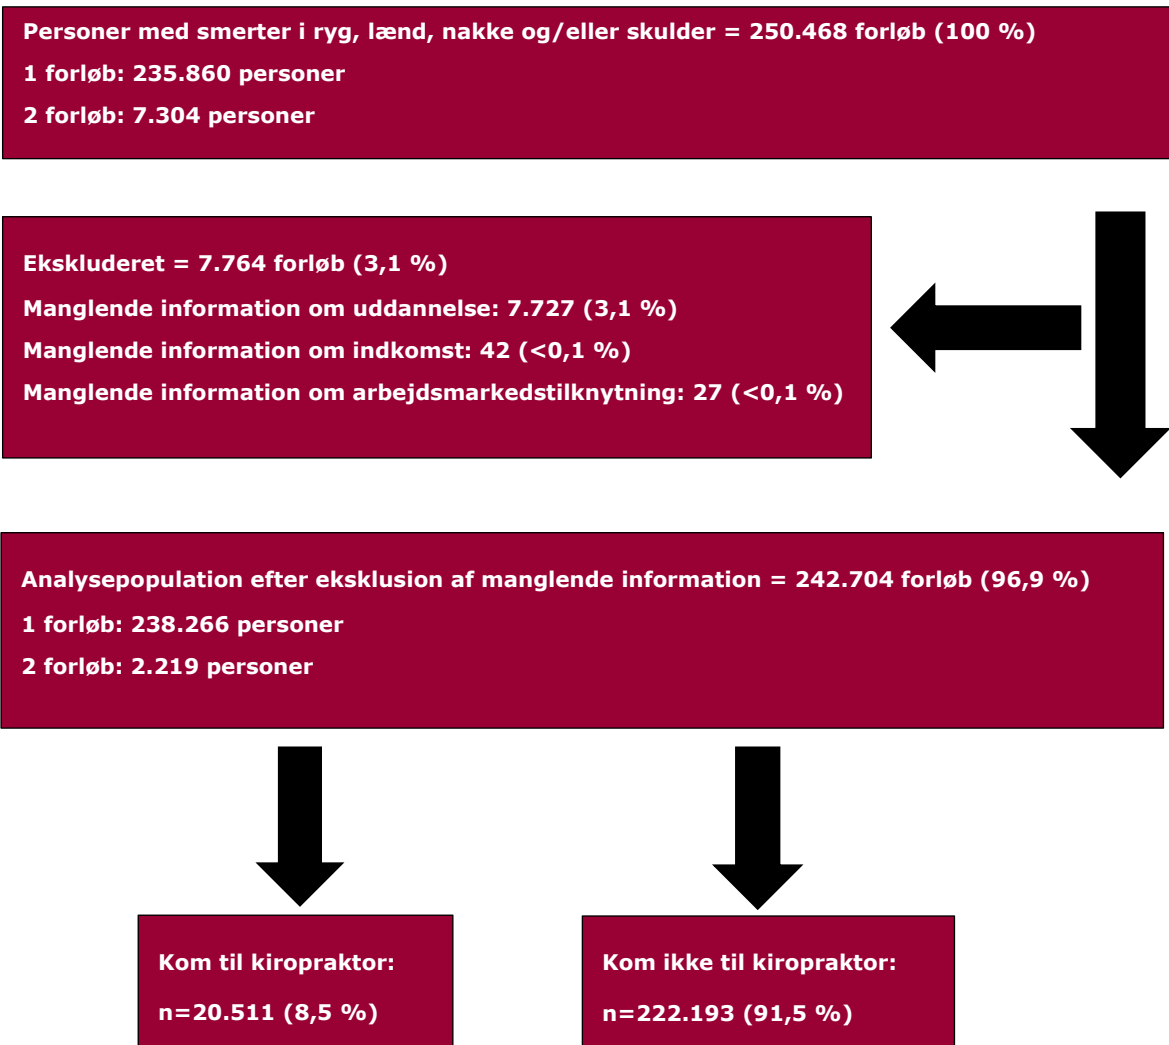 Personer med smerter i ryg, lænd, nakke og/eller skulder = 250.468 forløb (100 %)
1 forløb: 235.860 personer
2 forløb: 7.304 personer
Ekskluderet = 7.764 forløb (3,1 %)
Manglende information om uddannelse: 7.727 (3,1 %)
Manglende information om indkomst: 42 (<0,1 %)
Manglende information om arbejdsmarkedstilknytning: 27 (<0,1 %)
Analysepopulation efter eksklusion af manglende information = 242.704 forløb (96,9 %)
1 forløb: 238.266 personer
2 forløb: 2.219 personer
Kom til kiropraktor:
n=20.511 (8,5 %)
Kom ikke til kiropraktor:
n=222.193 (91,5 %)